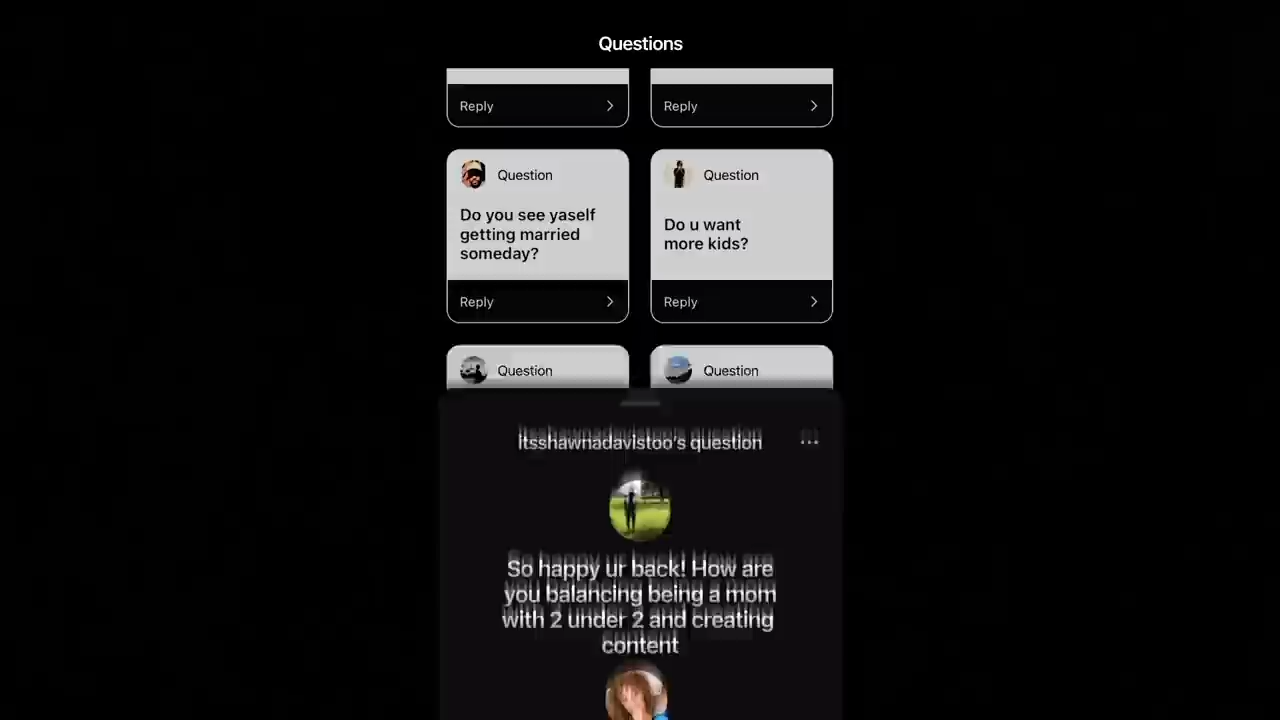 Questions
Reply
Reply
Question
Question
Do you see yaself
getting married
someday?
Do u want
more kids?
Reply
Reply
Question
Question
Itsshawnadavistoo's question
So happy ur back! How are
you balancing being a mom
with 2 under 2 and creating
content